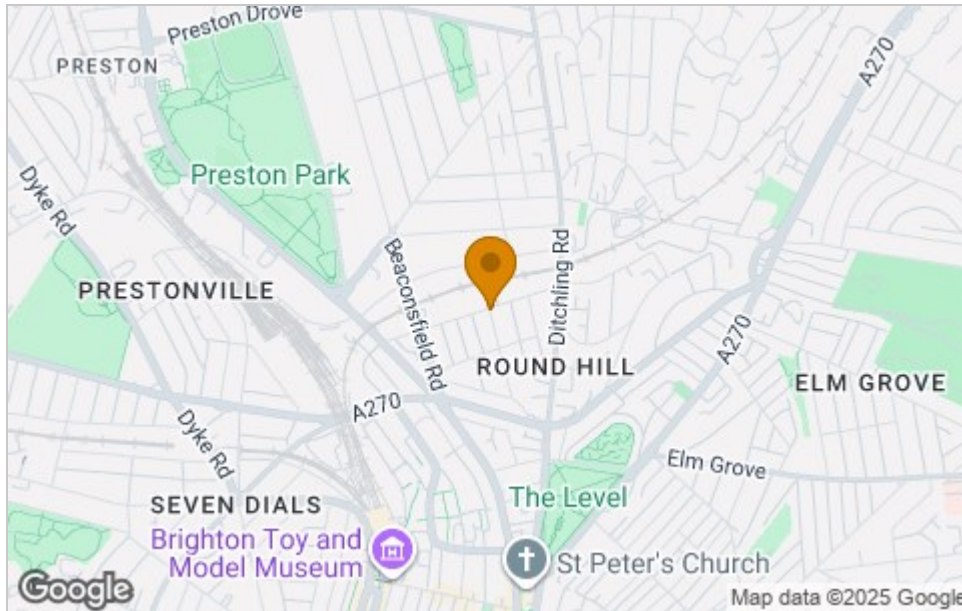 Preston Drove
PRESTON
A270
Preston Park
Dyke Rd
Beaconsfield Rd
Ditchling Rd
PRESTONVILLE
ROUND HILL
A270
ELM GROVE
A270
Dyke Rd
Elm Grove
SEVEN DIALS
The Level
Brighton Toy and
Model Museum
St Peter's Church
Google
Map data ©2025 Google